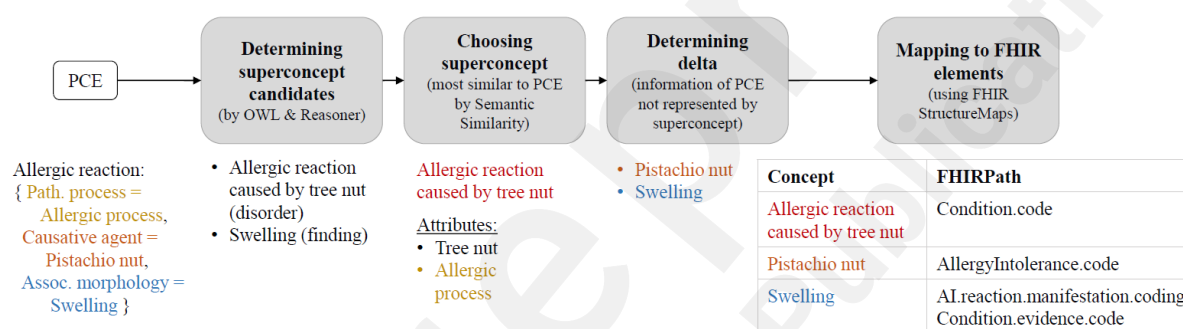 PCE
Determining
superconcept
candidates
(by OWL & Reasoner)
Choosing
superconcept
(most similar to PCE
by Semantic
Similarity)
Determining
delta
(information of PCE
not represented by
superconcept)
Mapping to FHIR
elements
(using FHIR
StructureMaps)
Allergic reaction:
{ Path. process =
Allergic process,
Causative agent =
Pistachio nut,
Assoc. morphology =
Swelling }
• Allergic reaction
caused by tree nut
(disorder)
• Swelling (finding)
Allergic reaction
caused by tree nut
Attributes:
• Tree nut
• Allergic
process
• Pistachio nut
• Swelling
Concept FHIRPath
Allergic reaction Condition.code
caused by tree nut
Pistachio nut AllergyIntolerance.code
Swelling AI.reaction.manifestation.coding
Condition.evidence.code